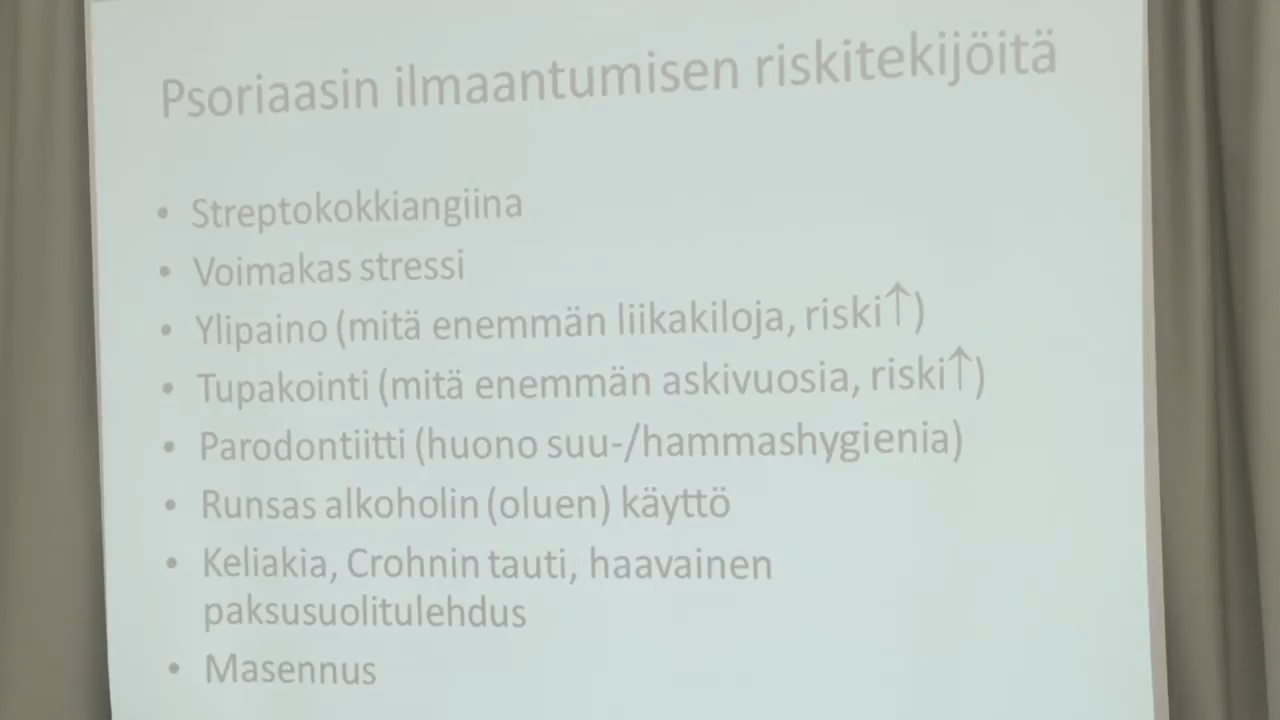 Psoriaasin ilmaantumisen riskitekijöitä
• Streptokokkiangiina
• Voimakas stressi
• Ylipaino (mitä enemmän liikakiloja, riski↑)
• Tupakointi (mitä enemmän askivuosia, riski↑)
• Parodontiitti (huono suu-/hammashygienia)
• Runsas alkoholin (oluen) käyttö
• Keliakia, Crohnin tauti, haavainen
paksusuolitulehdus
• Masennus